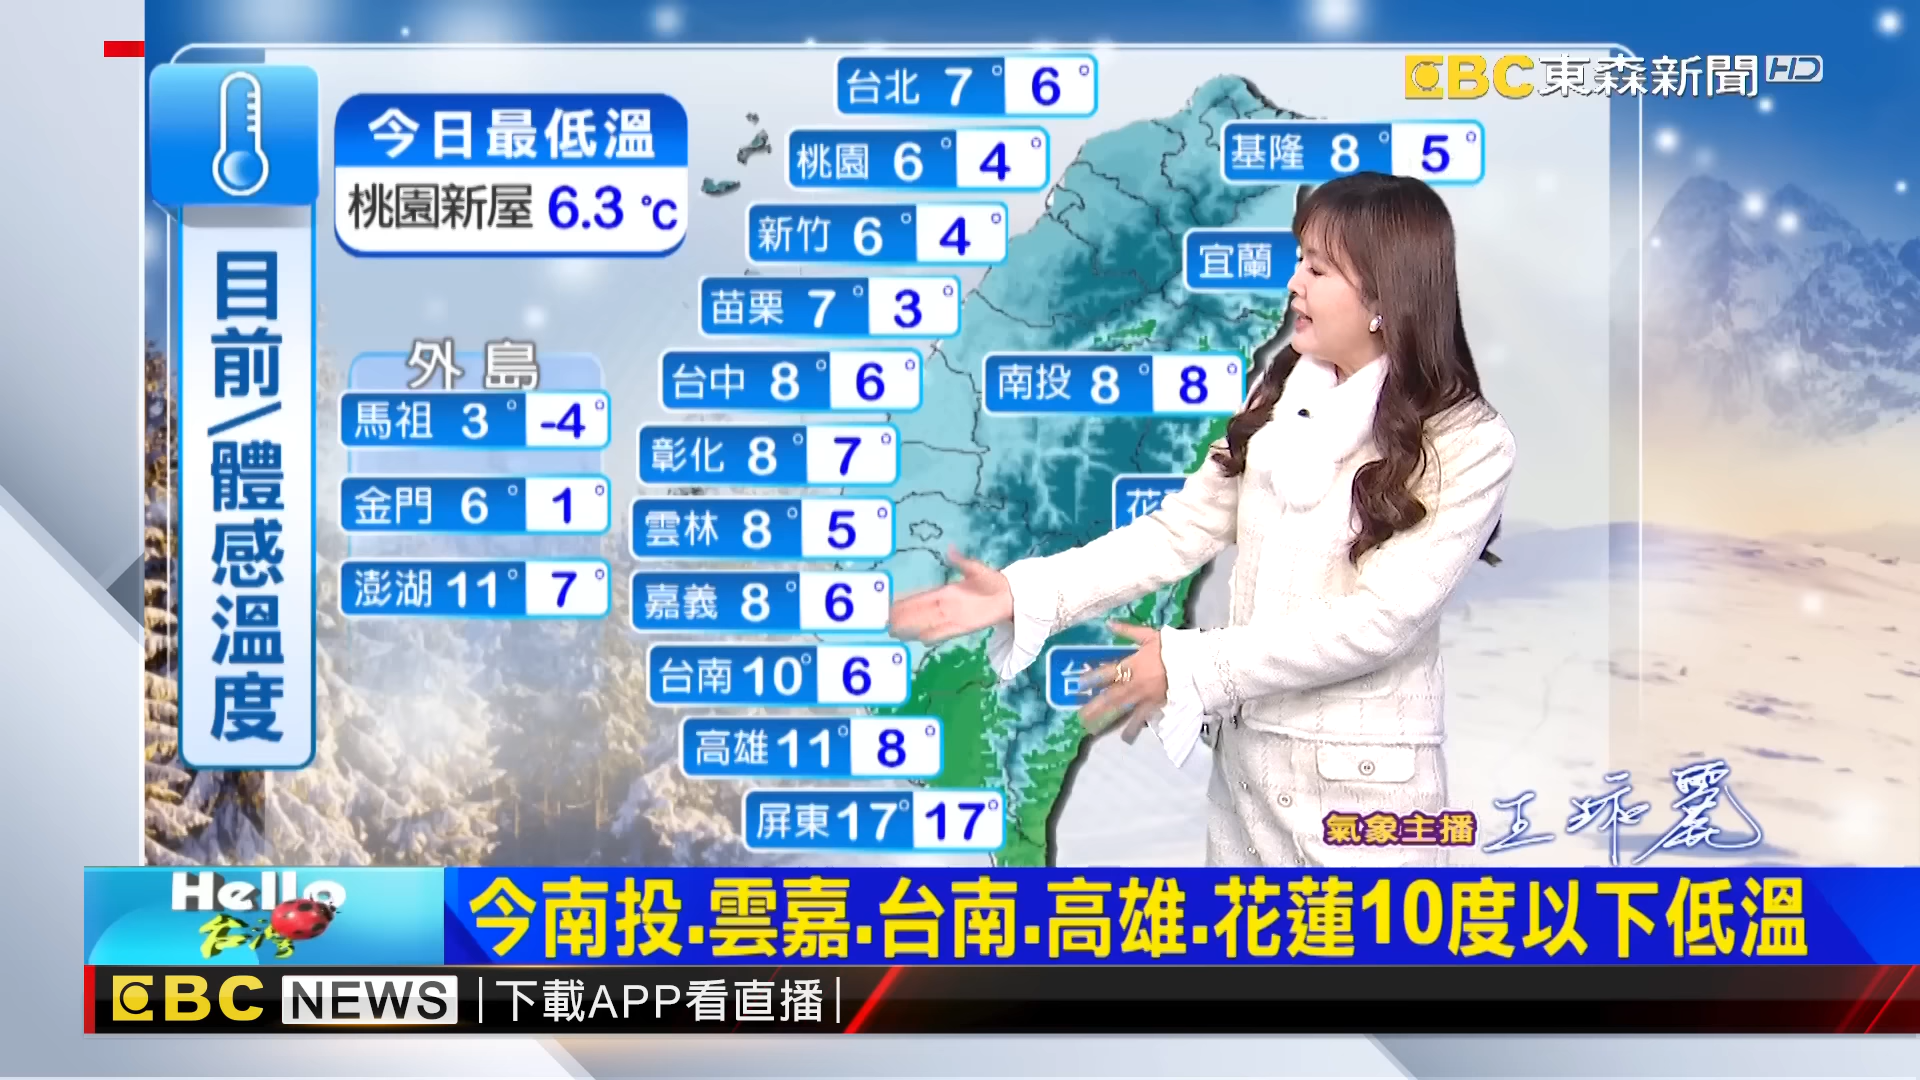 EBC東森新聞HD
目前/體感溫度
今日最低溫
桃園新屋 6.3 °C
台北 7° 6°
桃園 6° 4°
新竹 6° 4°
苗栗 7° 3°
台中 8° 6°
彰化 8° 7°
雲林 8° 5°
嘉義 8° 6°
台南 10° 6°
高雄 11° 8°
屏東 17° 17°
基隆 8° 5°
宜蘭
南投 8° 8°
花
台
外島
馬祖 3° -4°
金門 6° 1°
澎湖 11° 7°
氣象主播
Hello
台灣
今南投.雲嘉.台南.高雄.花蓮10度以下低溫
EBC NEWS |下載APP看直播|